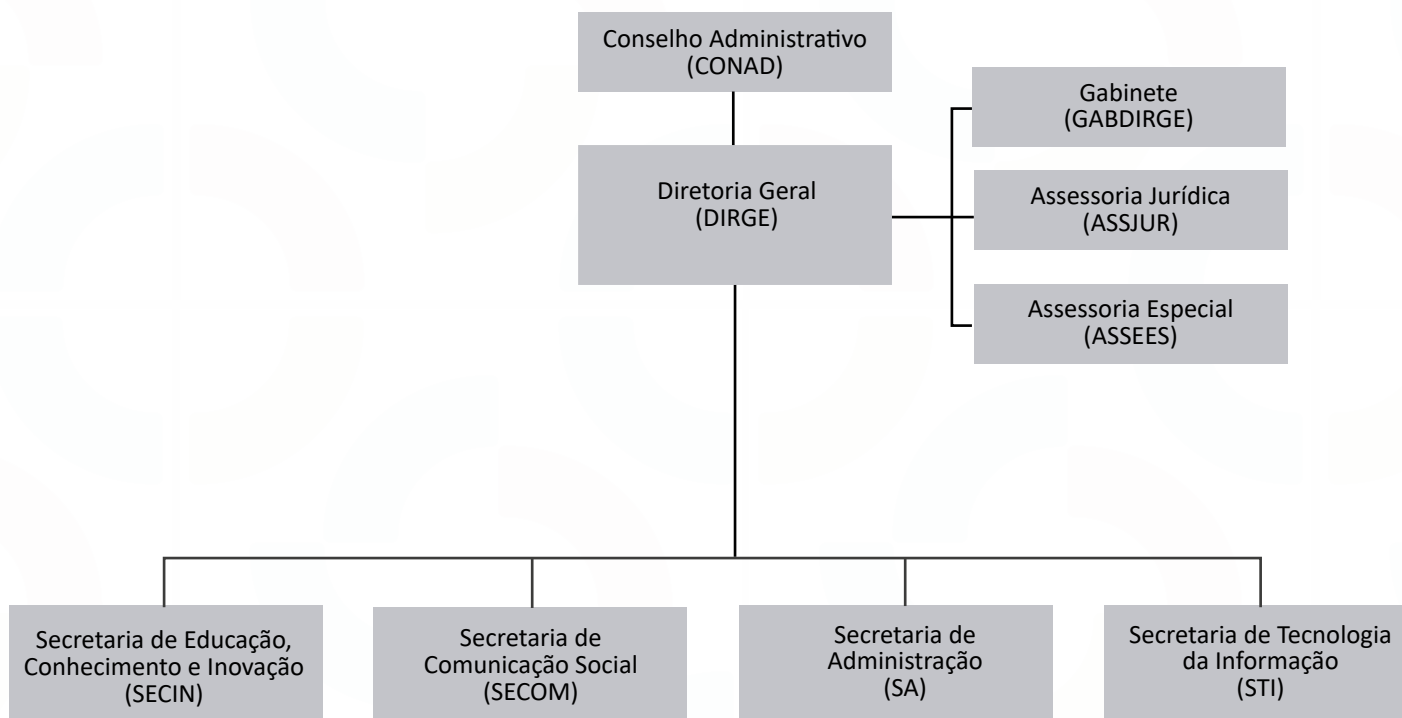 Conselho Administrativo
(CONAD)
Gabinete
(GABDIRGE)
Diretoria Geral
(DIRGE)
Assessoria Jurídica
(ASSJUR)
Assessoria Especial
(ASSEES)
Secretaria de Educação,
Conhecimento e Inovação
(SECIN)
Secretaria de
Comunicação Social
(SECOM)
Secretaria de
Administração
(SA)
Secretaria de Tecnologia
da Informação
(STI)